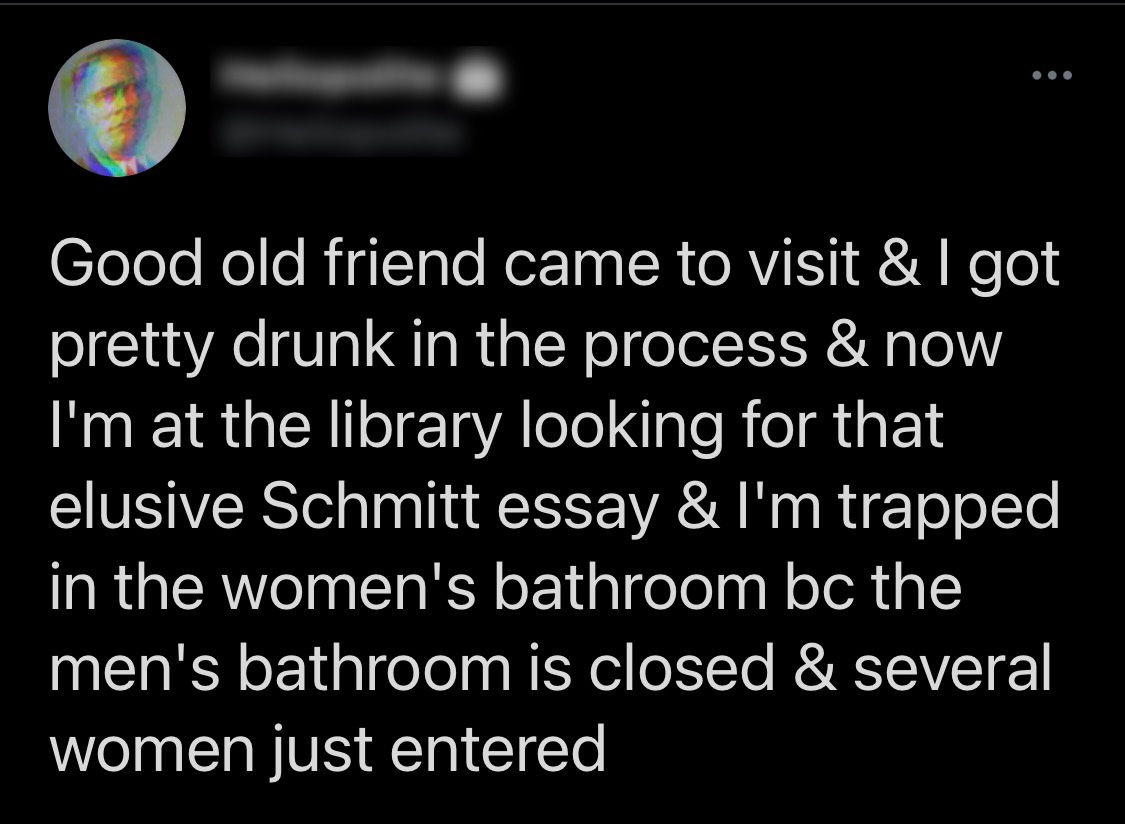 Good old friend came to visit & I got
pretty drunk in the process & now
I'm at the library looking for that
elusive Schmitt essay & I'm trapped
in the women's bathroom bc the
men's bathroom is closed & several
women just entered